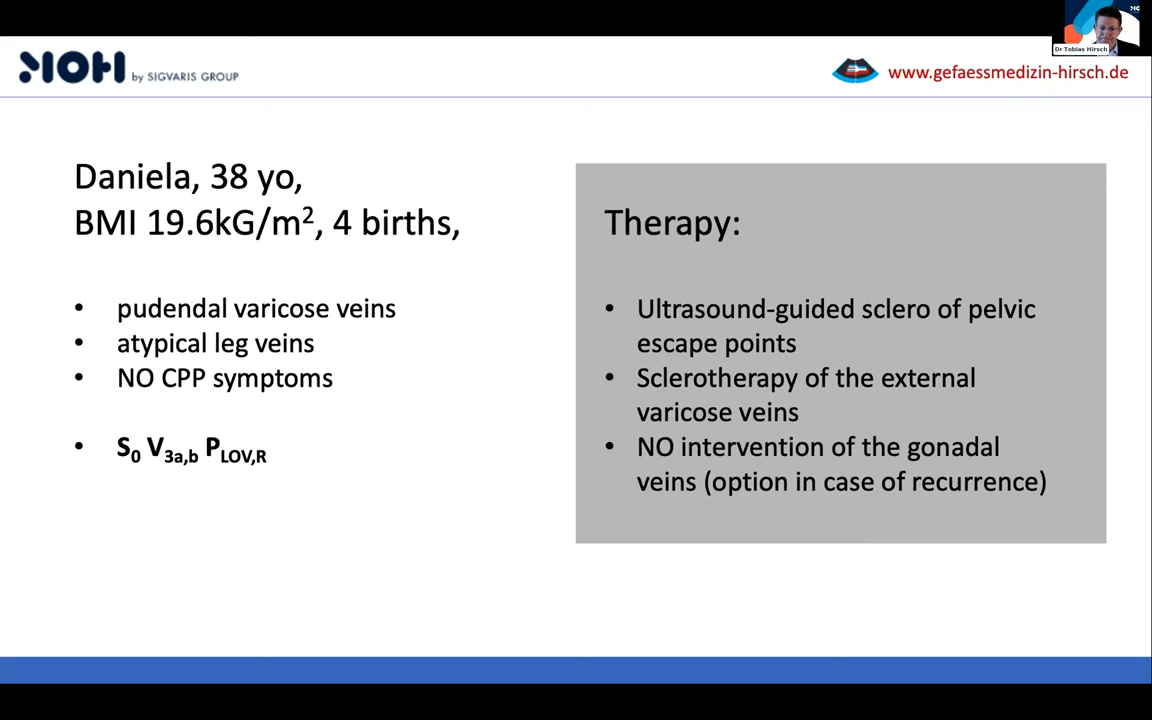 by SIGVARIS GROUP
www.gefaessmedizin-hirsch.de
Dr Tobias Hirsch
Daniela, 38 yo,
BMI 19.6kG/m², 4 births,
• pudendal varicose veins
• atypical leg veins
• NO CPP symptoms
• S₀ V₃ₐ,b P_LOV,R
Therapy:
• Ultrasound-guided sclero of pelvic
escape points
• Sclerotherapy of the external
varicose veins
• NO intervention of the gonadal
veins (option in case of recurrence)